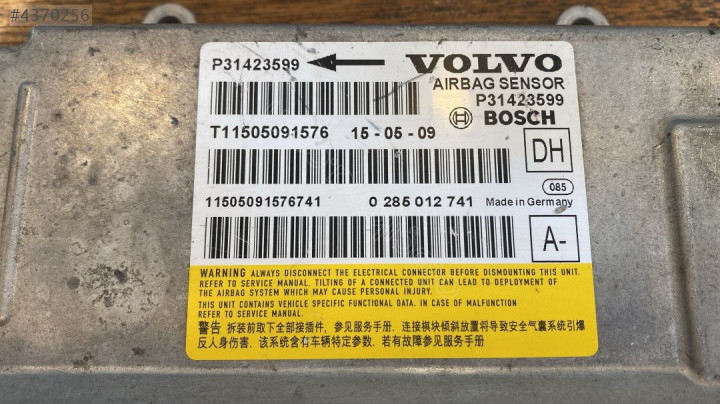 #4370256
P31423599 VOLVO
AIRBAG SENSOR
P31423599
BOSCH
T11505091576 15-05-09
DH
085
11505091576741 0 285 012 741 Made in Germany
A-
WARNING ALWAYS DISCONNECT THE ELECTRICAL CONNECTOR BEFORE DISMOUNTING THIS UNIT.
REFER TO SERVICE MANUAL. TILTING OF A CONNECTED UNIT CAN LEAD TO DEPLOYMENT OF
THE AIRBAG SYSTEM WHICH MAY CAUSE PERSONAL INJURY.
THIS UNIT CONTAINS VEHICLE SPECIFIC FUNCTIONAL DATA. IN CASE OF MALFUNCTION
REFER TO SERVICE MANUAL.
警告 拆装前取下全部接插件，参见服务手册，连接模块倾斜放置将导致安全气囊系统引爆
反人身伤害，该系统含有车辆特定参数，若有故障参见服务手册